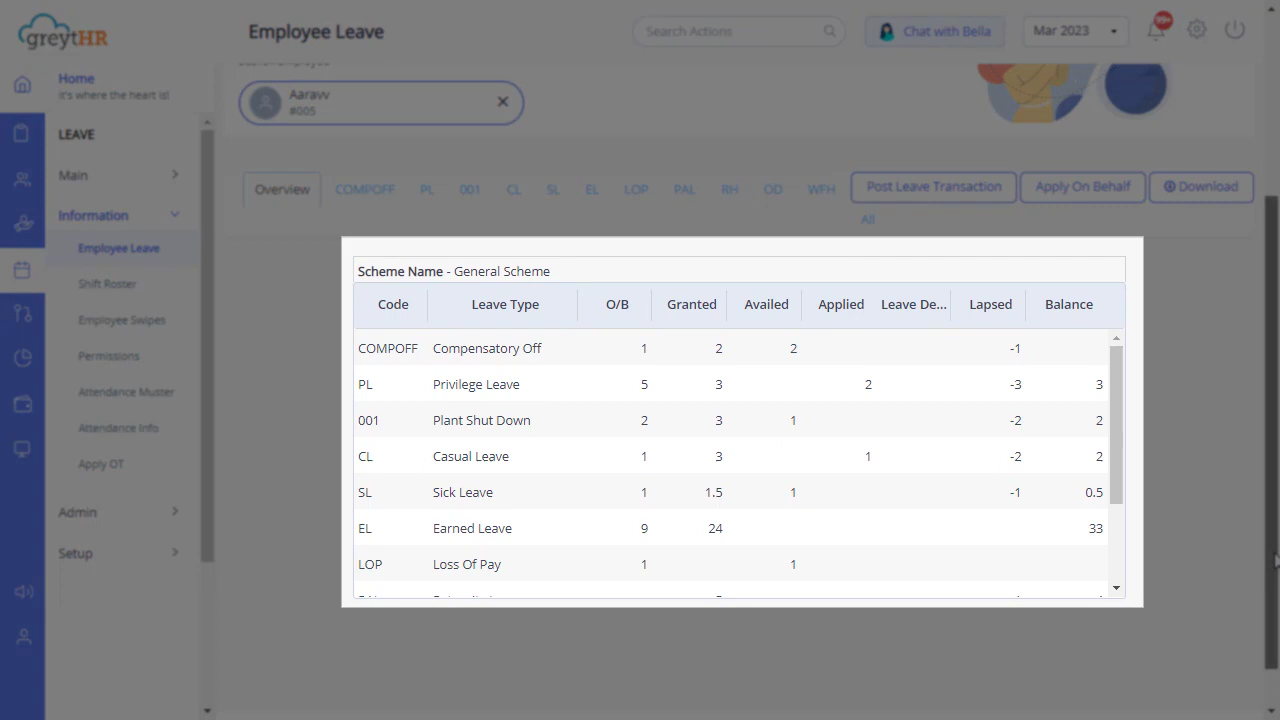 greytHR
Employee Leave
Search Actions
Chat with Bella
Mar 2023
99+
Home
it's where the heart is!
Aaravv
#005
LEAVE
Main
Information
Employee Leave
Shift Roster
Employee Swipes
Permissions
Attendance Muster
Attendance Info
Apply OT
Admin
Setup
Overview COMPOFF PL 001 CL SL EL LOP PAL RH OD WFH
Post Leave Transaction Apply On Behalf Download
All
Scheme Name - General Scheme
Code Leave Type O/B Granted Availed Applied Leave De... Lapsed Balance
COMPOFF Compensatory Off 1 2 2 -1
PL Privilege Leave 5 3 2 -3 3
001 Plant Shut Down 2 3 1 -2 2
CL Casual Leave 1 3 1 -2 2
SL Sick Leave 1 1.5 1 -1 0.5
EL Earned Leave 9 24 33
LOP Loss Of Pay 1 1